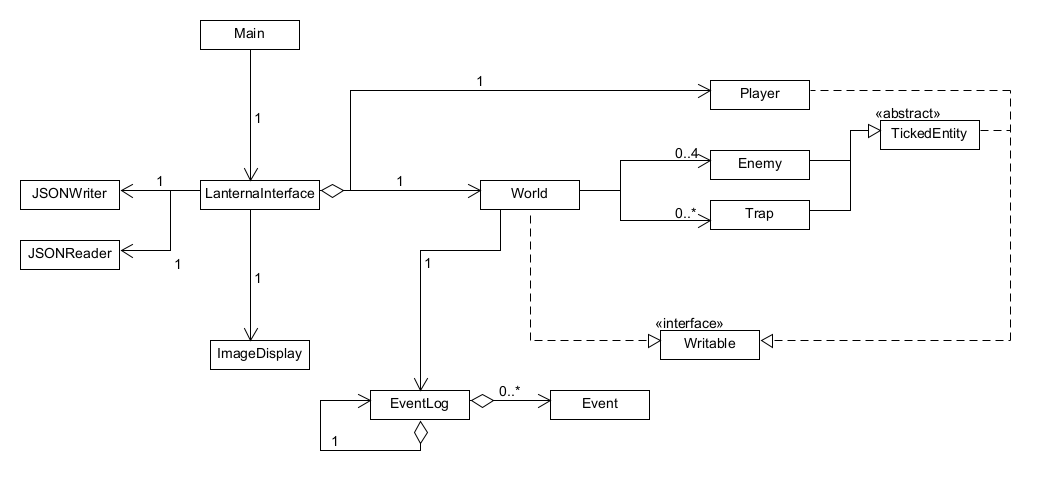 Main
1
Player
«abstract»
TickedEntity
1
0..4
Enemy
JSONWriter
1
LanternaInterface
1
World
0..*
Trap
JSONReader
1
1
1
«interface»
Writable
ImageDisplay
EventLog
0..*
Event
1